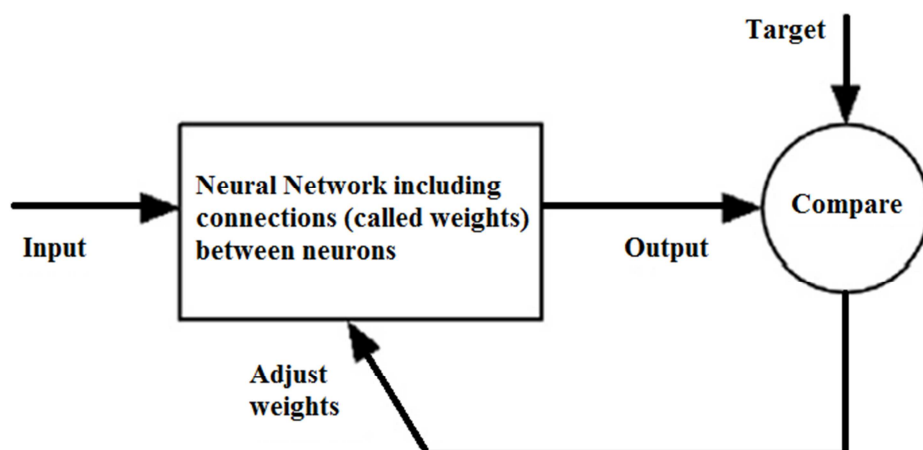 Target
Neural Network including
connections (called weights)
between neurons
Compare
Input
Output
Adjust
weights